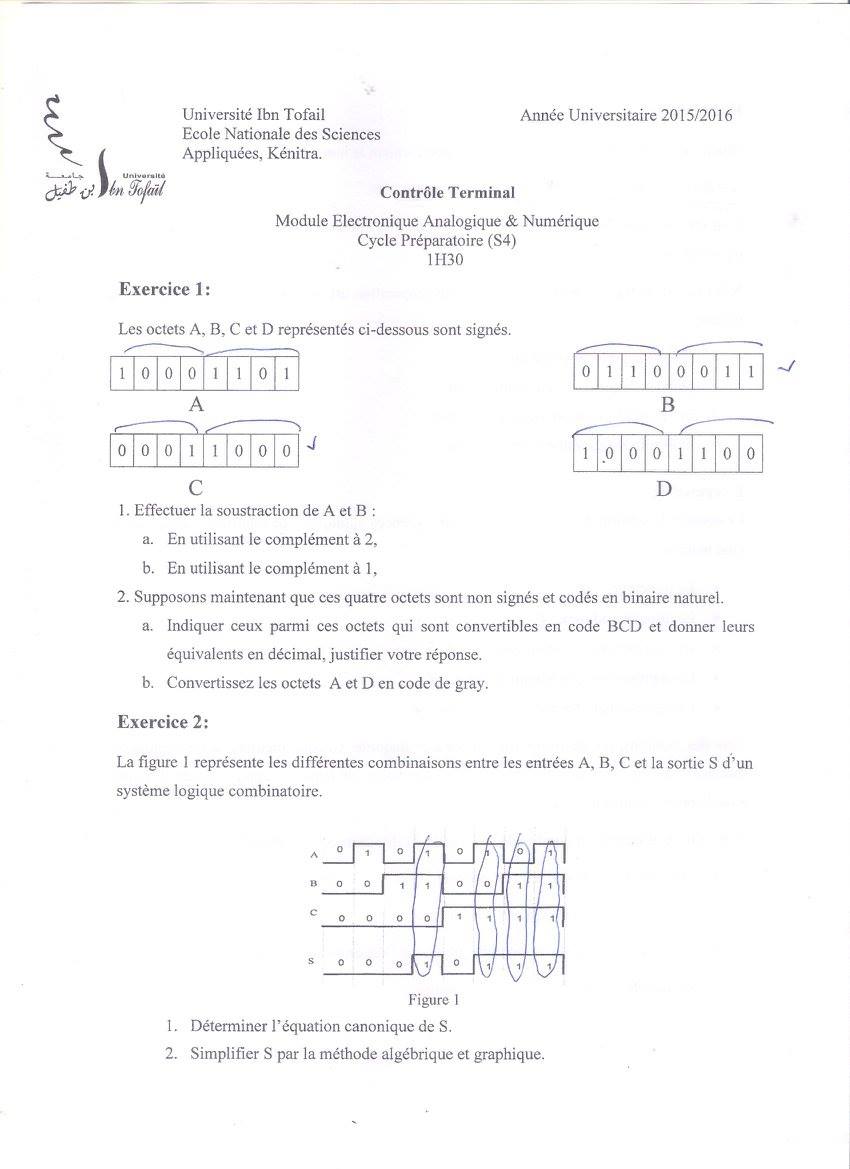 Université Ibn Tofail
Année Universitaire 2015/2016
Ecole Nationale des Sciences
Appliquées, Kénitra.
جامعة
Université
ابن طفيل
Ibn Tofaïl
Contrôle Terminal
Module Electronique Analogique & Numérique
Cycle Préparatoire (S4)
1H30
Exercice 1:
Les octets A, B, C et D représentés ci-dessous sont signés.
1 0 0 0 1 1 0 1
0 1 1 0 0 0 1 1
A
B
0 0 0 1 1 0 0 0
1 0 0 0 1 1 0 0
C
D
1. Effectuer la soustraction de A et B :
a. En utilisant le complément à 2,
b. En utilisant le complément à 1,
2. Supposons maintenant que ces quatre octets sont non signés et codés en binaire naturel.
a. Indiquer ceux parmi ces octets qui sont convertibles en code BCD et donner leurs
équivalents en décimal, justifier votre réponse.
b. Convertissez les octets A et D en code de gray.
Exercice 2:
La figure 1 représente les différentes combinaisons entre les entrées A, B, C et la sortie S d'un
système logique combinatoire.
A 0 1 0 1 0 1 0 1
B 0 0 1 1 0 0 1 1
C 0 0 0 0 1 1 1 1
S 0 0 0 1 0 1 1 1
Figure 1
1. Déterminer l'équation canonique de S.
2. Simplifier S par la méthode algébrique et graphique.